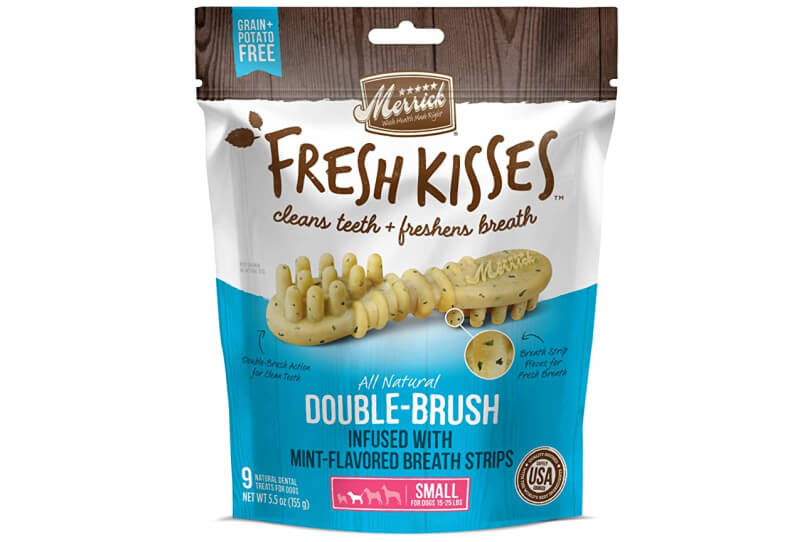 GRAIN+
POTATO
FREE
Merrick
FRESH KISSES™
cleans teeth + freshens breath
Merrick
Double-Brush Action
for Clean Teeth
Breath Strip
Pieces for
Fresh Breath
All Natural
DOUBLE-BRUSH
INFUSED WITH
MINT-FLAVORED BREATH STRIPS
9 NATURAL DENTAL
TREATS FOR DOGS
NET WT 5.5 OZ (155 g)
SMALL
FOR DOGS 15-25 LBS
USA